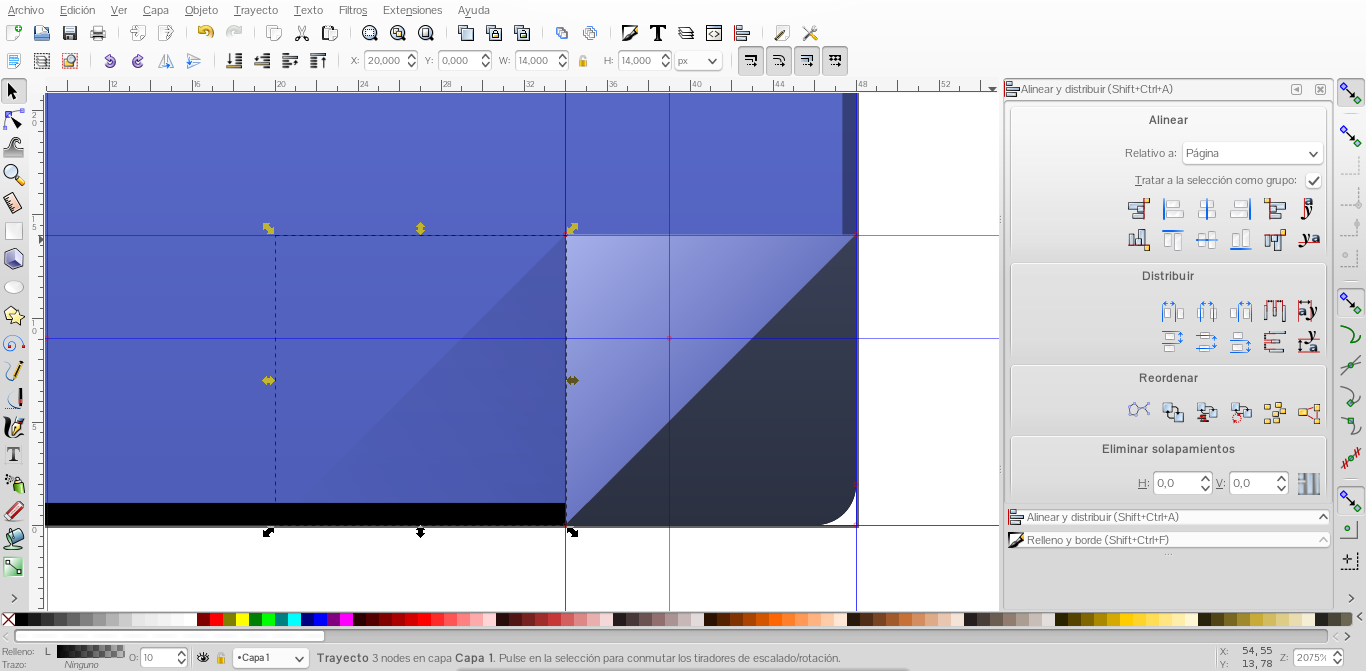 Archivo Edición Ver Capa Objeto Trayecto Texto Filtros Extensiones Ayuda
X: 20,000 Y: 0,000 W: 14,000 H: 14,000 px
12 16 20 24 28 32 36 40 44 48 52
Alinear y distribuir (Shift+Ctrl+A)
Alinear
Relativo a: Página
Tratar a la selección como grupo:
Distribuir
Reordenar
Eliminar solapamientos
H: 0,0 V: 0,0
Alinear y distribuir (Shift+Ctrl+A)
Relleno y borde (Shift+Ctrl+F)
Relleno: L O: 10 •Capa 1 Trayecto 3 nodes en capa Capa 1. Pulse en la selección para conmutar los tiradores de escalado/rotación. X: 54,55 Z: 2075%
Trazo: Ninguno Y: 13,78